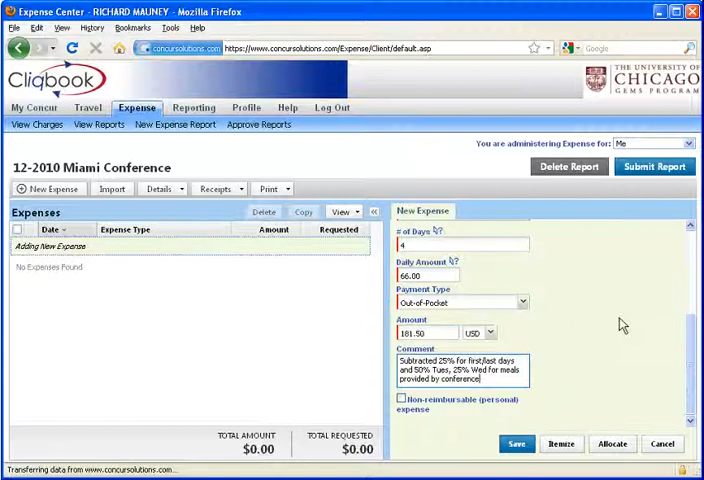 Expense Center - RICHARD MAUNEY - Mozilla Firefox
File Edit View History Bookmarks Tools Help
concursolutions.com https://www.concursolutions.com/Expense/Client/default.asp
Google
Cliqbook
THE UNIVERSITY OF
CHICAGO
GEMS PROGRAM
My Concur Travel Expense Reporting Profile Help Log Out
View Charges View Reports New Expense Report Approve Reports
You are administering Expense for: Me
12-2010 Miami Conference
Delete Report Submit Report
New Expense Import Details Receipts Print
Expenses Delete Copy View «
Date Expense Type Amount Requested
Adding New Expense
No Expenses Found
TOTAL AMOUNT TOTAL REQUESTED
$0.00 $0.00
New Expense
# of Days ?
4
Daily Amount ?
66.00
Payment Type
Out-of-Pocket
Amount
181.50 USD
Comment
Subtracted 25% for first/last days
and 50% Tues, 25% Wed for meals
provided by conference
Non-reimbursable (personal)
expense
Save Itemize Allocate Cancel
Transferring data from www.concursolutions.com...